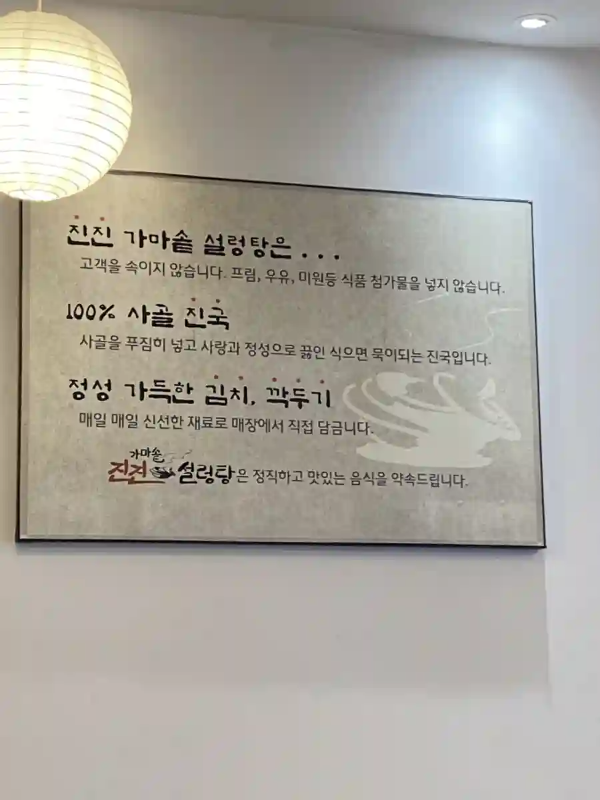 진진 가마솥 설렁탕은...
고객을 속이지 않습니다. 프림, 우유, 미원등 식품 첨가물을 넣지 않습니다.
100% 사골 진국
사골을 푸짐히 넣고 사랑과 정성으로 끓인 식으면 묵이되는 진국입니다.
정성 가득한 김치, 깍두기
매일 매일 신선한 재료로 매장에서 직접 담금니다.
가마솥
진진 설렁탕은 정직하고 맛있는 음식을 약속드립니다.